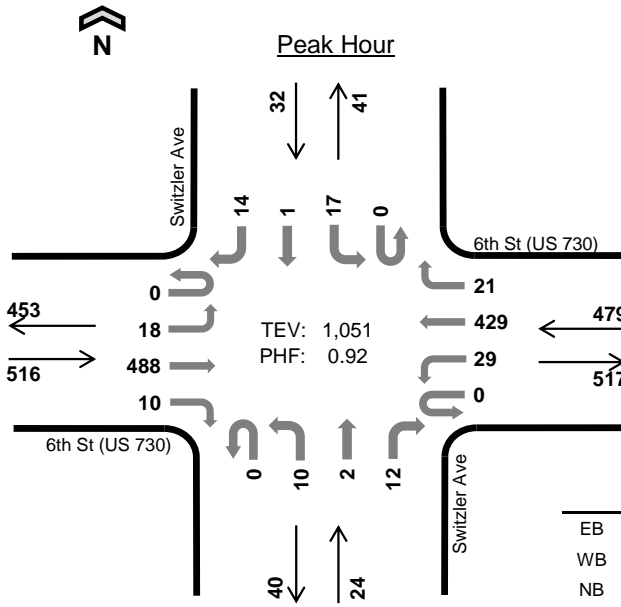 N
Peak Hour
32
41
Switzler Ave
14
1
17
0
6th St (US 730)
0
21
453
18
TEV: 1,051
429
479
516
488
PHF: 0.92
29
517
10
0
6th St (US 730)
0
10
2
12
Switzler Ave
40
24
EB
WB
NB